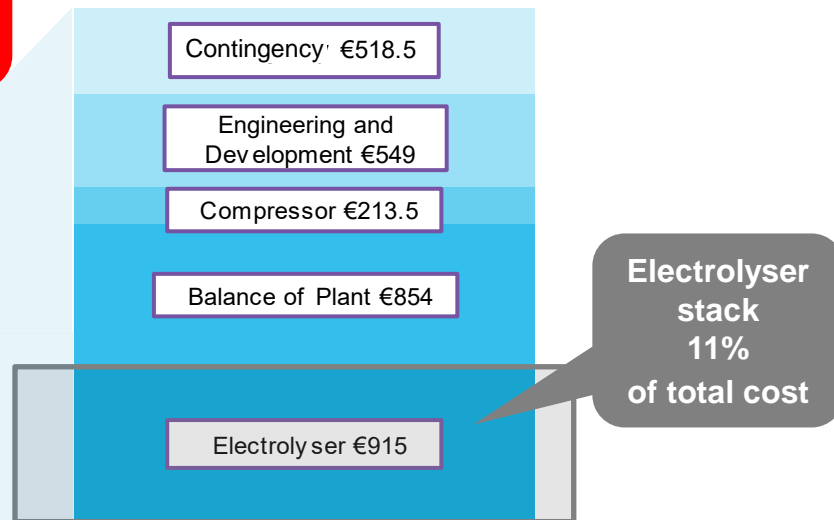 Contingency €518.5
Engineering and
Development €549
Compressor €213.5
Balance of Plant €854
Electrolyser
stack
11%
of total cost
Electrolyser €915